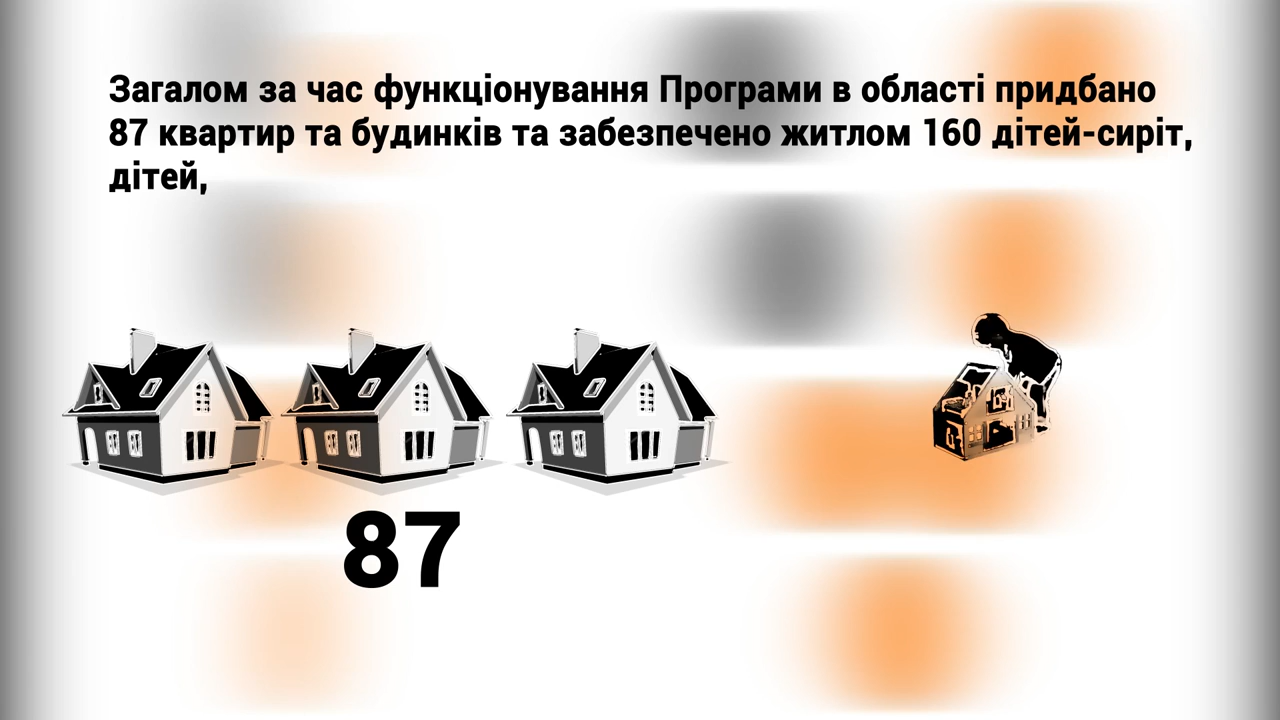 Загалом за час функціонування Програми в області придбано
87 квартир та будинків та забезпечено житлом 160 дітей-сиріт,
дітей,
87